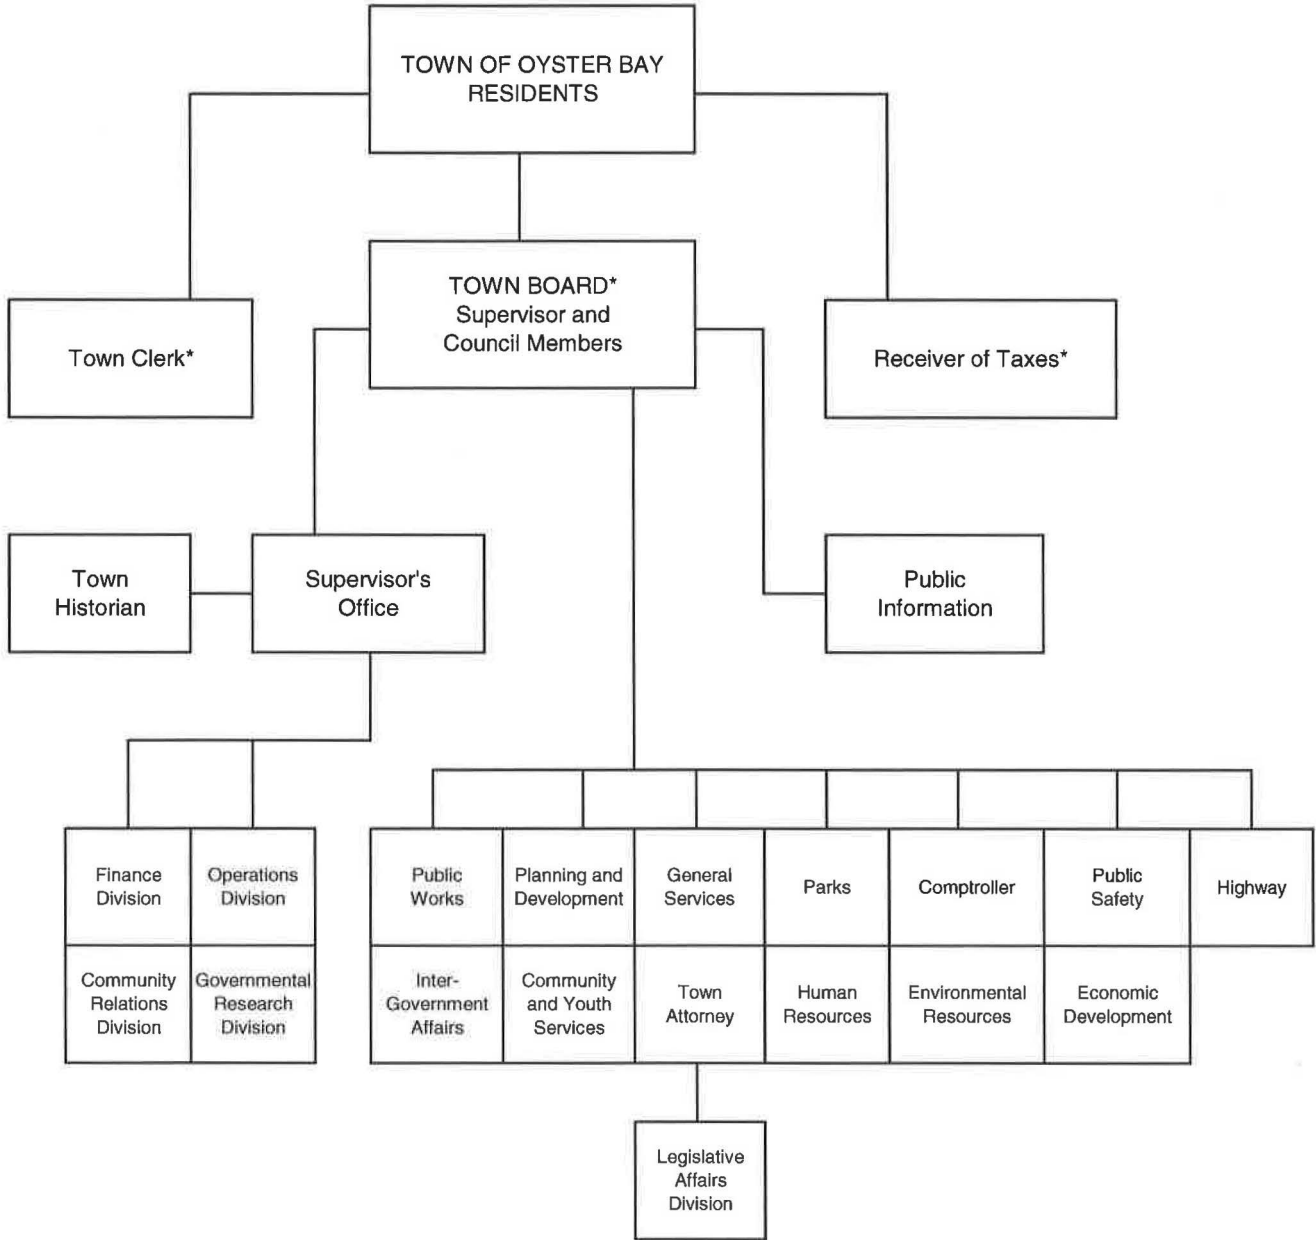 TOWN OF OYSTER BAY
RESIDENTS
TOWN BOARD*
Supervisor and
Council Members
Town Clerk*
Receiver of Taxes*
Town
Historian
Supervisor's
Office
Public
Information
Finance
Division
Operations
Division
Community
Relations
Division
Governmental
Research
Division
Public
Works
Planning and
Development
General
Services
Parks
Comptroller
Public
Safety
Highway
Inter-
Government
Affairs
Community
and Youth
Services
Town
Attorney
Human
Resources
Environmental
Resources
Economic
Development
Legislative
Affairs
Division